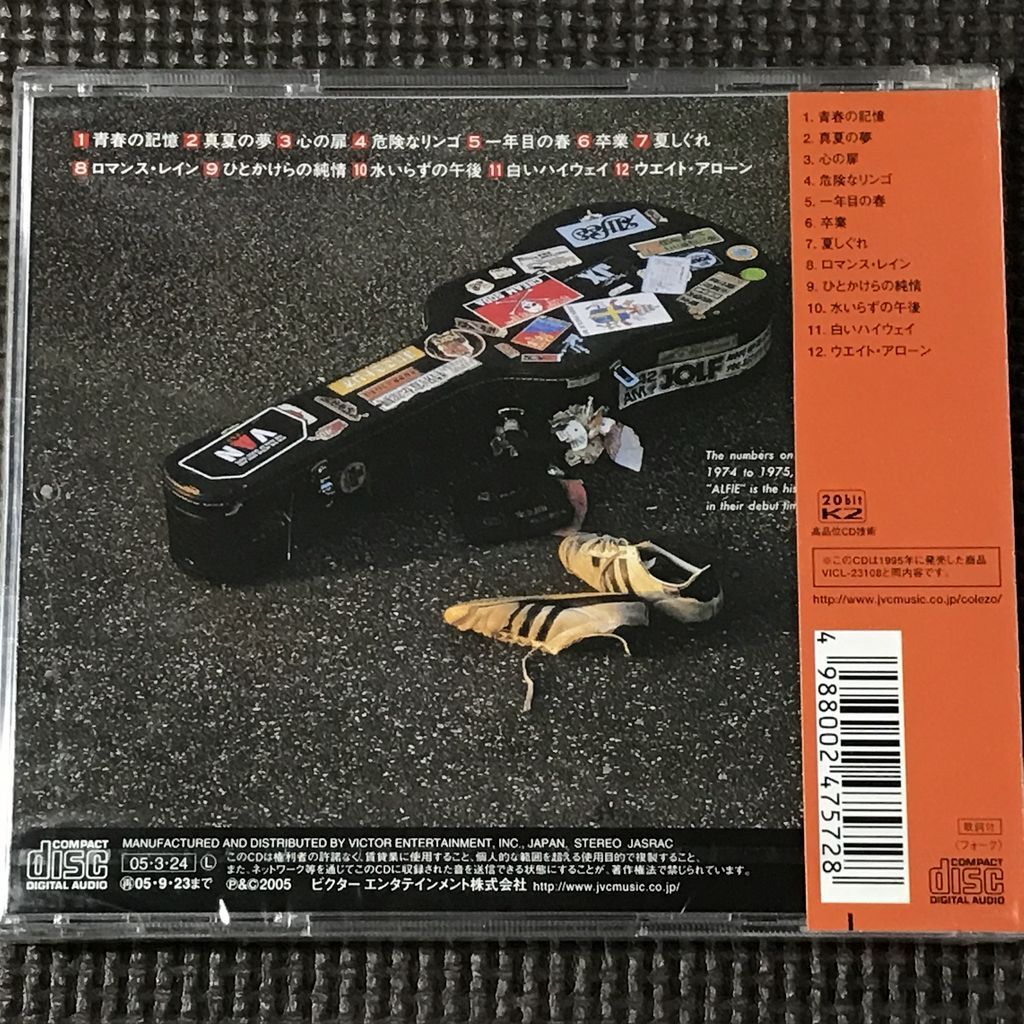 1 青春の記憶 2 真夏の夢 3 心の扉 4 危険なリンゴ 5 一年目の春 6 卒業 7 夏しぐれ
8 ロマンス・レイン 9 ひとかけらの純情 10 水いらずの午後 11 白いハイウェイ 12 ウエイト・アローン
CREAM SODA
VAN
JOLF
The numbers on
1974 to 1975,
"ALFIE" is the his
in their debut tim
1. 青春の記憶
2. 真夏の夢
3. 心の扉
4. 危険なリンゴ
5. 一年目の春
6. 卒業
7. 夏しぐれ
8. ロマンス・レイン
9. ひとかけらの純情
10. 水いらずの午後
11. 白いハイウェイ
12. ウエイト・アローン
20bit
K2
高品位CD技術
※このCDは1995年に発売した商品
VICL-23108と同内容です。
http://www.jvcmusic.co.jp/colezo/
4 988002 475728
歌詞付
(フォーク)
COMPACT
disc
DIGITAL AUDIO
COMPACT
disc
DIGITAL AUDIO
MANUFACTURED AND DISTRIBUTED BY VICTOR ENTERTAINMENT, INC., JAPAN. STEREO JASRAC
05・3・24 Ⓛ このCDは権利者の許諾なく、賃貸業に使用すること、個人的な範囲を超える使用目的で複製すること、
また、ネットワーク等を通じてこのCDに収録された音を送信できる状態にすることが、著作権法で禁じられています。
再05・9・23まで ℗&©2005 ビクター エンタテインメント株式会社 http://www.jvcmusic.co.jp/